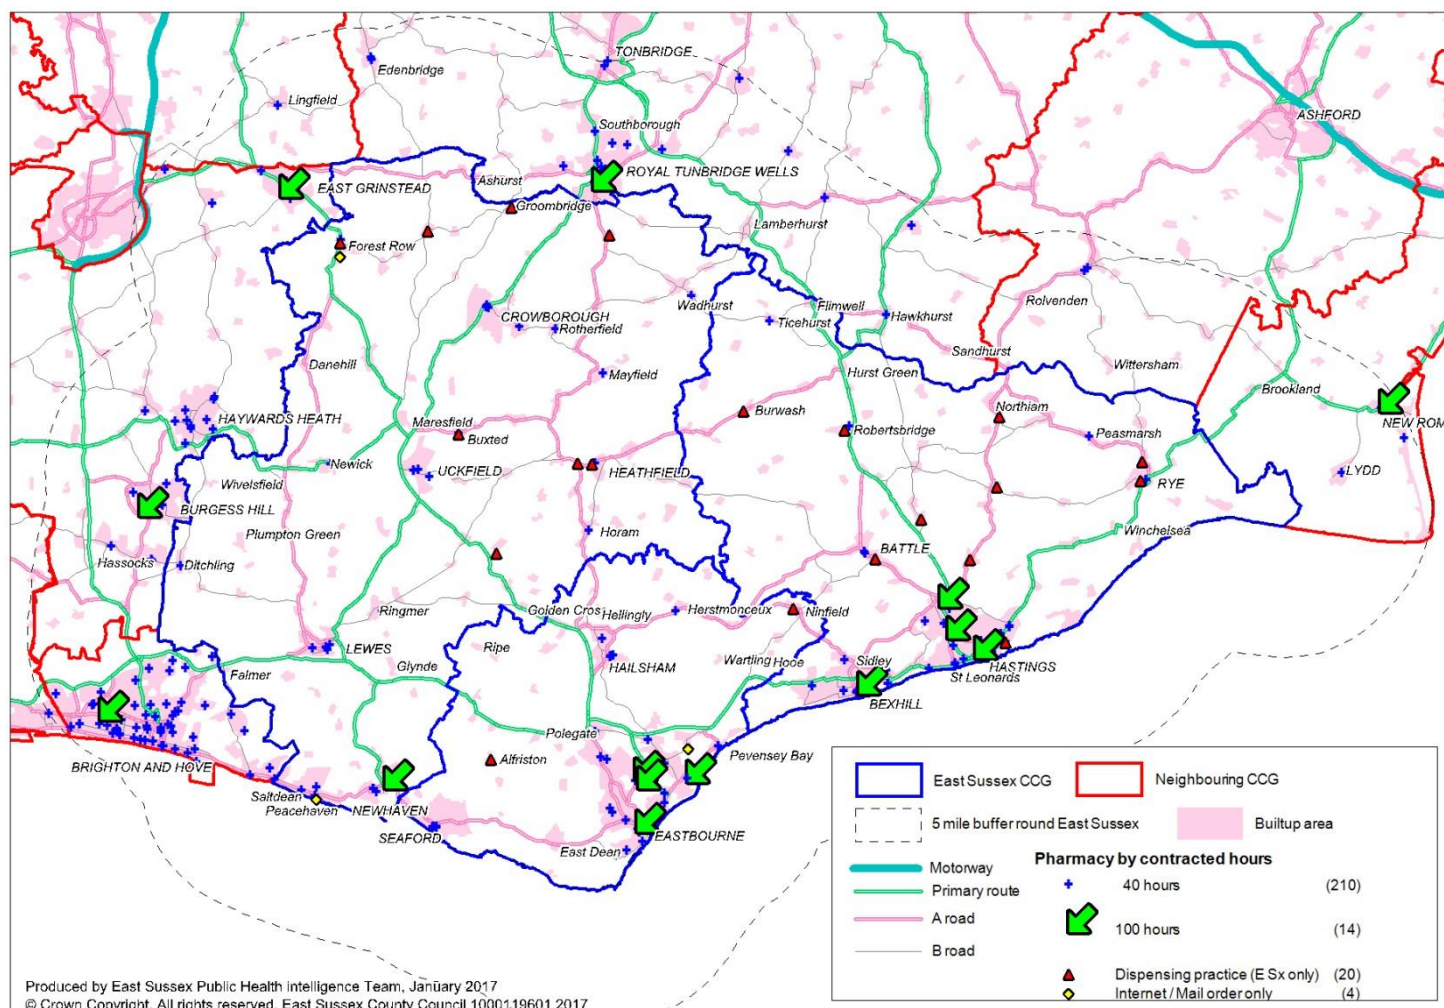 TONBRIDGE
Edenbridge
Lingfield
ASHFORD
Southborough
ROYAL TUNBRIDGE WELLS
Ashurst
EAST GRINSTEAD
Groombridge
Lamberhurst
Forest Row
Rolvenden
Wadhurst
Flimwell
CROWBOROUGH
Ticehurst
Hawkhurst
Rotherfield
Sandhurst
Danehill
Wittersham
Mayfield
Hurst Green
Brookland
HAYWARDS HEATH
Maresfield
Burwash
Northiam
NEW ROM
Buxted
Robertsbridge
Peasmarsh
Newick
UCKFIELD
HEATHFIELD
LYDD
Wivelsfield
RYE
BURGESS HILL
Plumpton Green
Horam
Winchelsea
Hassocks
BATTLE
Ditchling
Ringmer
Golden Cros
Hellingly
Herstmonceux
Ninfield
LEWES
Ripe
Glynde
HAILSHAM
Wartling
Hooe
Sidley
HASTINGS
Falmer
St Leonards
BEXHILL
Polegate
Pevensey Bay
BRIGHTON AND HOVE
Alfriston
Saltdean
Peacehaven
NEWHAVEN
SEAFORD
EASTBOURNE
East Dean
East Sussex CCG
Neighbouring CCG
5 mile buffer round East Sussex
Builtup area
Motorway
Primary route
A road
B road
Pharmacy by contracted hours
40 hours (210)
100 hours (14)
Dispensing practice (E Sx only) (20)
Internet / Mail order only (4)
Produced by East Sussex Public Health Intelligence Team, January 2017
© Crown Copyright. All rights reserved. East Sussex County Council 100019601 2017